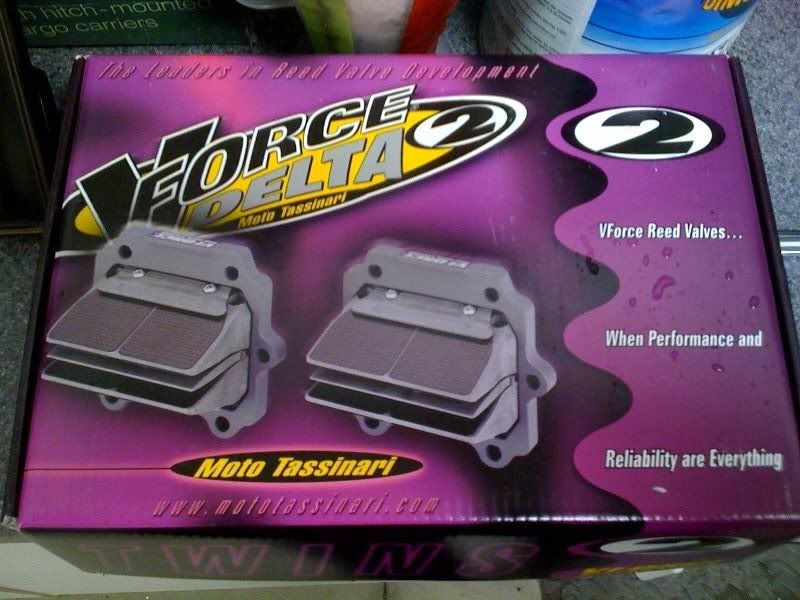 hitch-mounted
cargo carriers
The Leaders in Reed Valve Development
VFORCE
DELTA 2
Moto Tassinari
2
VForce Reed Valves...
When Performance and
Reliability are Everything
Moto Tassinari
www.mototassinari.com
TWINS
2